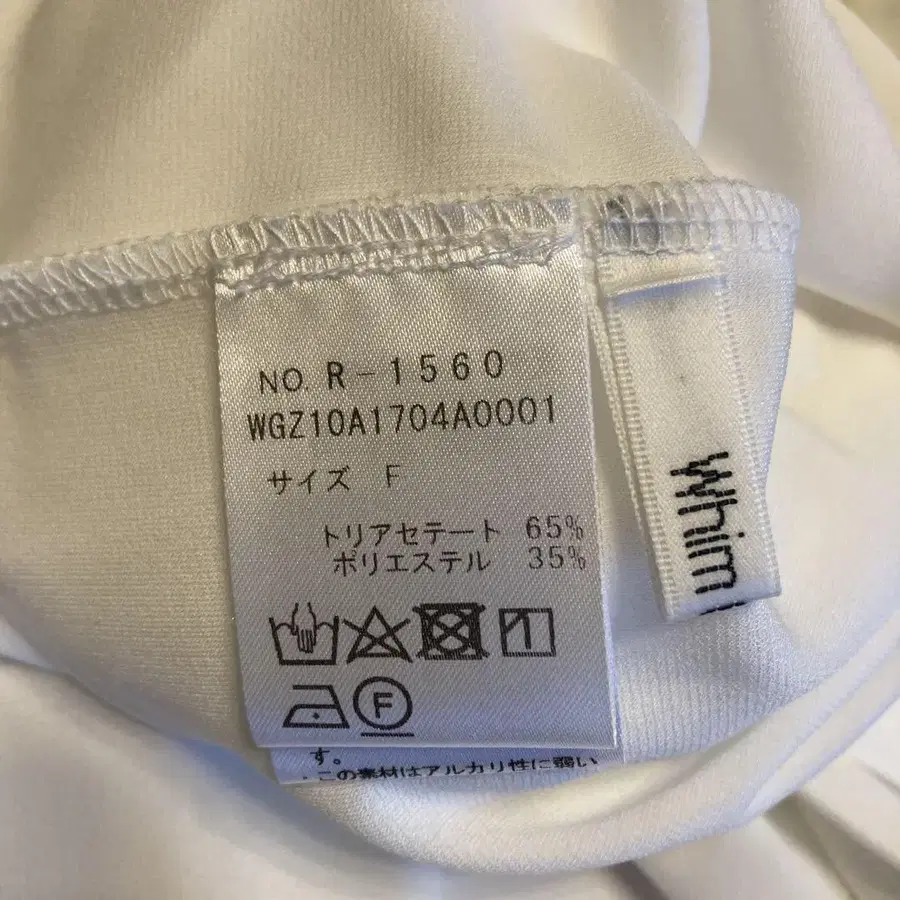 NO. R-1560
WGZ10A1704A0001
サイズ F
トリアセテート 65%
ポリエステル 35%
F
す。
・この素材はアルカリ性に弱い
Whim